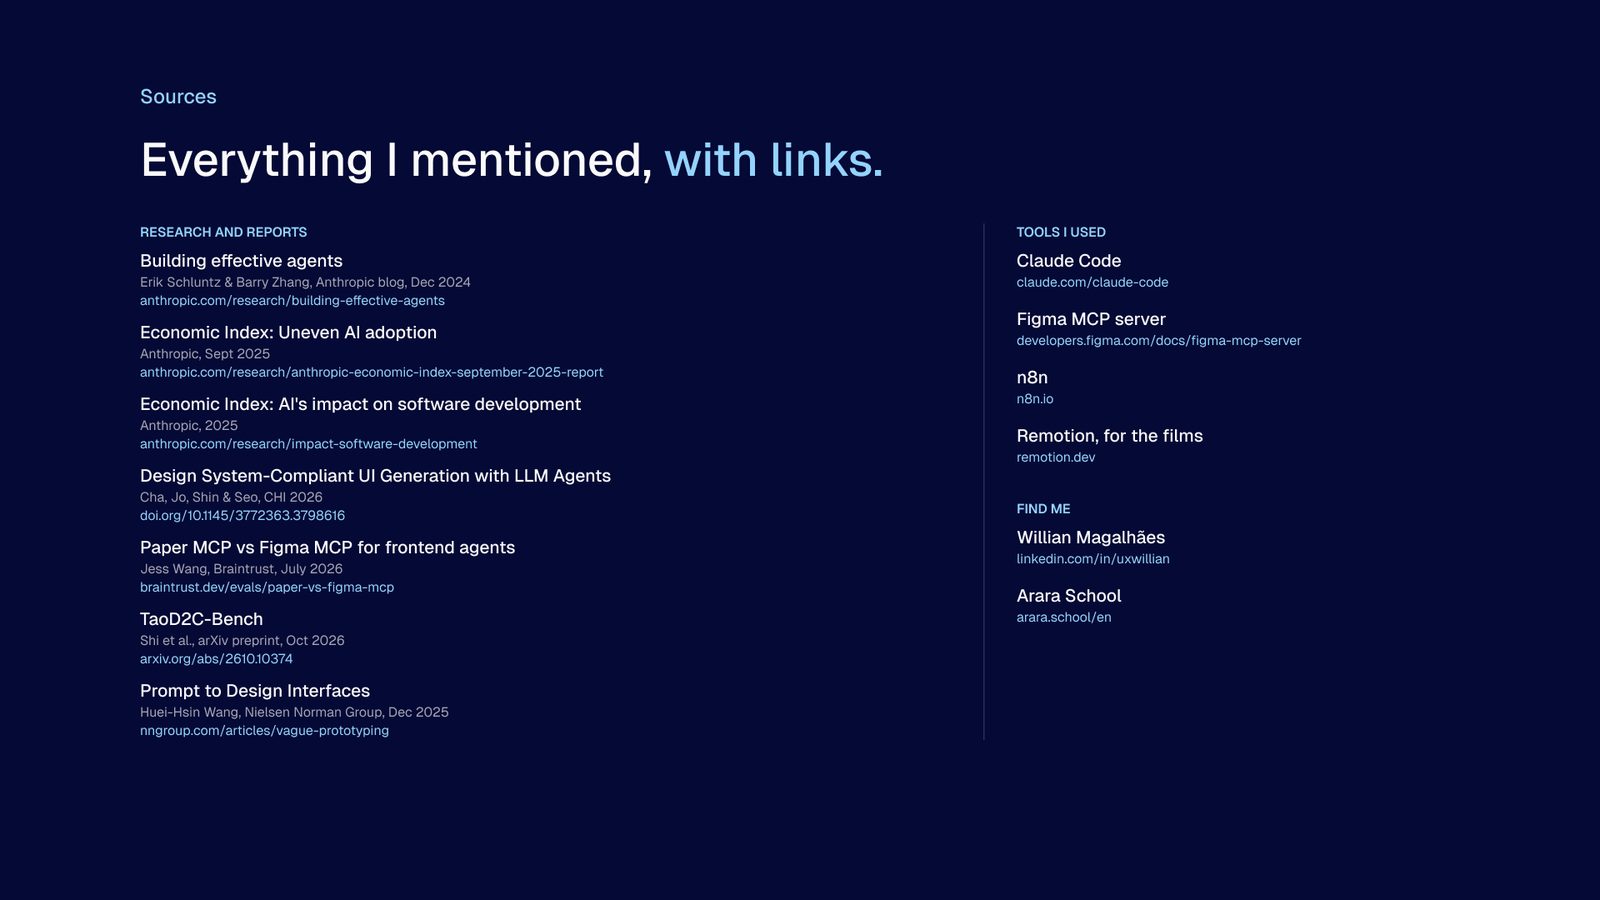 Sources
Everything I mentioned, with links.
RESEARCH AND REPORTS
Building effective agents
Erik Schluntz & Barry Zhang, Anthropic blog, Dec 2024
anthropic.com/research/building-effective-agents
Economic Index: Uneven AI adoption
Anthropic, Sept 2025
anthropic.com/research/anthropic-economic-index-september-2025-report
Economic Index: AI's impact on software development
Anthropic, 2025
anthropic.com/research/impact-software-development
Design System-Compliant UI Generation with LLM Agents
Cha, Jo, Shin & Seo, CHI 2026
doi.org/10.1145/3772363.3798616
Paper MCP vs Figma MCP for frontend agents
Jess Wang, Braintrust, July 2026
braintrust.dev/evals/paper-vs-figma-mcp
TaoD2C-Bench
Shi et al., arXiv preprint, Oct 2026
arxiv.org/abs/2610.10374
Prompt to Design Interfaces
Huei-Hsin Wang, Nielsen Norman Group, Dec 2025
nngroup.com/articles/vague-prototyping
TOOLS I USED
Claude Code
claude.com/claude-code
Figma MCP server
developers.figma.com/docs/figma-mcp-server
n8n
n8n.io
Remotion, for the films
remotion.dev
FIND ME
Willian Magalhães
linkedin.com/in/uxwillian
Arara School
arara.school/en